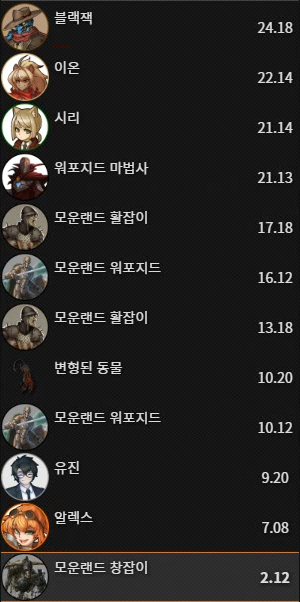 블랙잭 24.18
이온 22.14
시리 21.14
워포지드 마법사 21.13
모운랜드 활잡이 17.18
모운랜드 워포지드 16.12
모운랜드 활잡이 13.18
변형된 동물 10.20
모운랜드 워포지드 10.12
유진 9.20
알렉스 7.08
모운랜드 창잡이 2.12